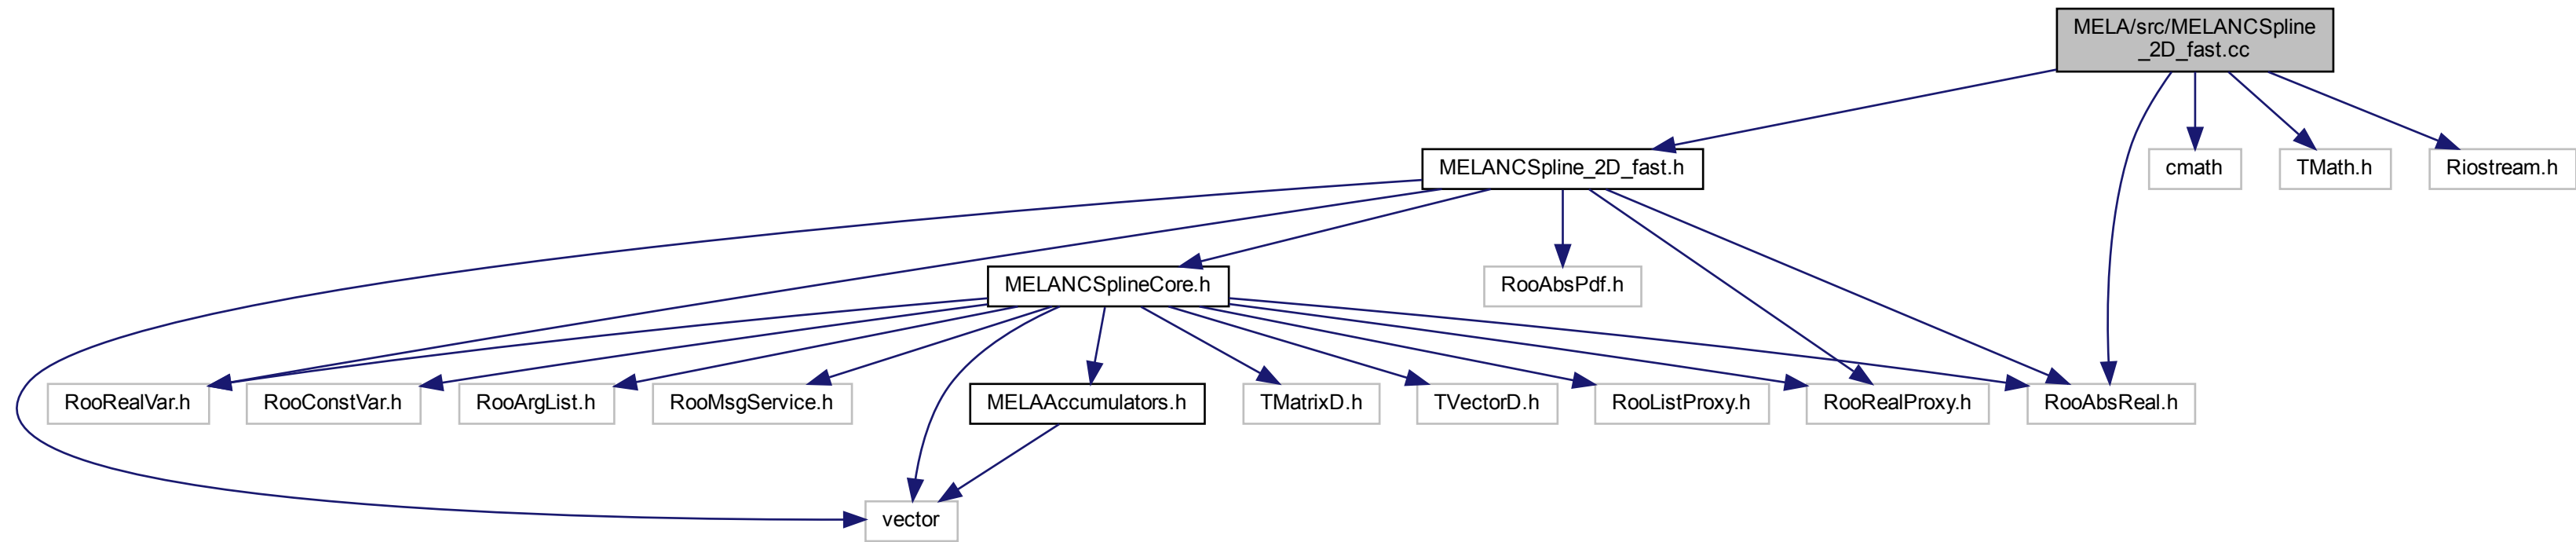 MELA/src/MELANCSpline
_2D_fast.cc
MELANCSpline_2D_fast.h
cmath
TMath.h
Riostream.h
MELANCSplineCore.h
RooAbsPdf.h
RooRealVar.h
RooConstVar.h
RooArgList.h
RooMsgService.h
MELAAccumulators.h
TMatrixD.h
TVectorD.h
RooListProxy.h
RooRealProxy.h
RooAbsReal.h
vector